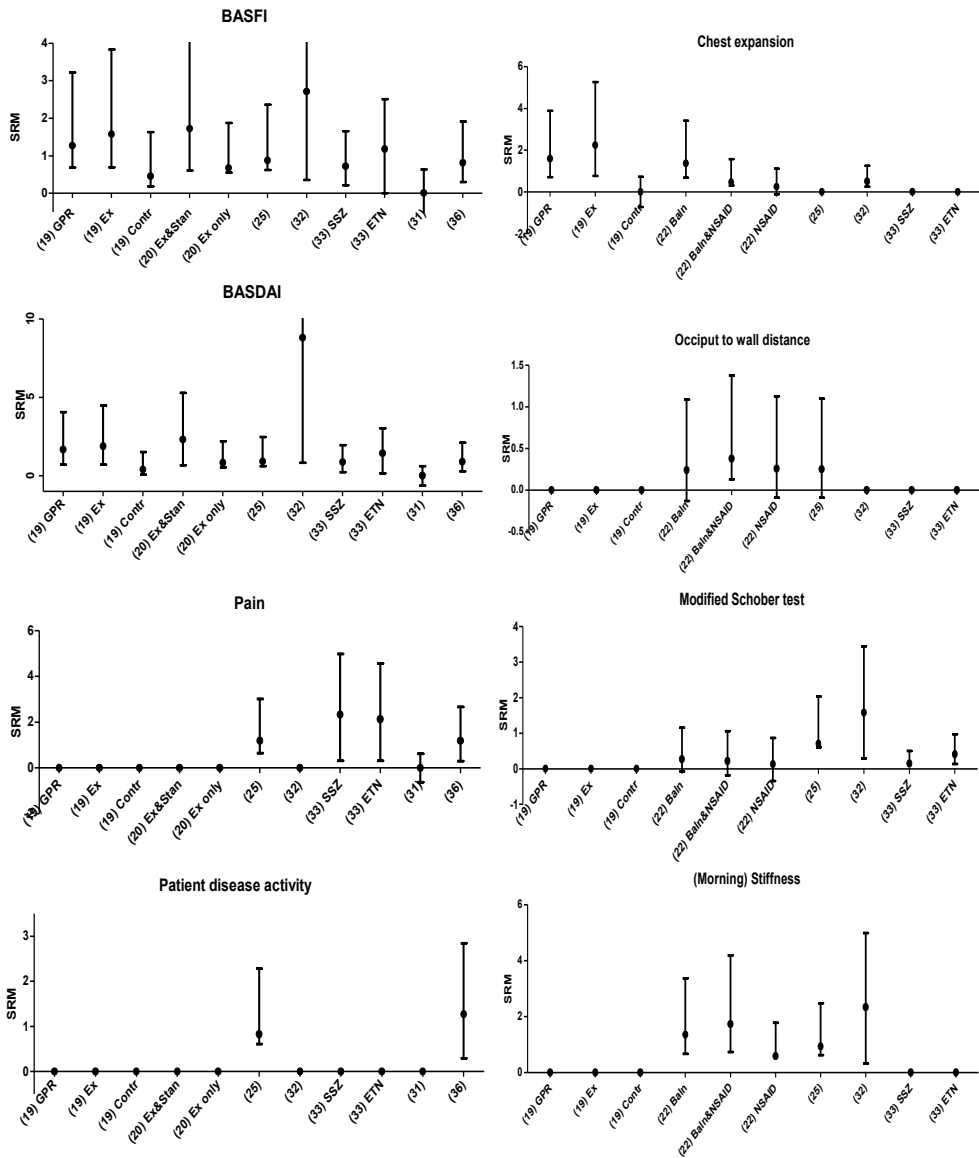 BASFI
4
3
2
1
0
SRM
(19) GPR
(19) Ex
(19) Contr
(20) Ex&Stan
(20) Ex only
(25)
(32)
(33) SSZ
(33) ETN
(31)
(36)
Chest expansion
6
4
2
0
SRM
(19) GPR
(19) Ex
(19) Contr
(22) Baln
(22) Baln&NSAID
(22) NSAID
(25)
(32)
(33) SSZ
(33) ETN
BASDAI
10
5
0
SRM
(19) GPR
(19) Ex
(19) Contr
(20) Ex&Stan
(20) Ex only
(25)
(32)
(33) SSZ
(33) ETN
(31)
(36)
Occiput to wall distance
1.5
1.0
0.5
0.0
-0.5
SRM
(19) GPR
(19) Ex
(19) Contr
(22) Baln
(22) Baln&NSAID
(22) NSAID
(25)
(32)
(33) SSZ
(33) ETN
Pain
6
4
2
0
SRM
(19) GPR
(19) Ex
(19) Contr
(20) Ex&Stan
(20) Ex only
(25)
(32)
(33) SSZ
(33) ETN
(31)
(36)
Modified Schober test
4
3
2
1
0
-1
SRM
(19) GPR
(19) Ex
(19) Contr
(22) Baln
(22) Baln&NSAID
(22) NSAID
(25)
(32)
(33) SSZ
(33) ETN
Patient disease activity
3
2
1
0
SRM
(19) GPR
(19) Ex
(19) Contr
(20) Ex&Stan
(20) Ex only
(25)
(32)
(33) SSZ
(33) ETN
(31)
(36)
(Morning) Stiffness
6
4
2
0
SRM
(19) GPR
(19) Ex
(19) Contr
(22) Baln
(22) Baln&NSAID
(22) NSAID
(25)
(32)
(33) SSZ
(33) ETN